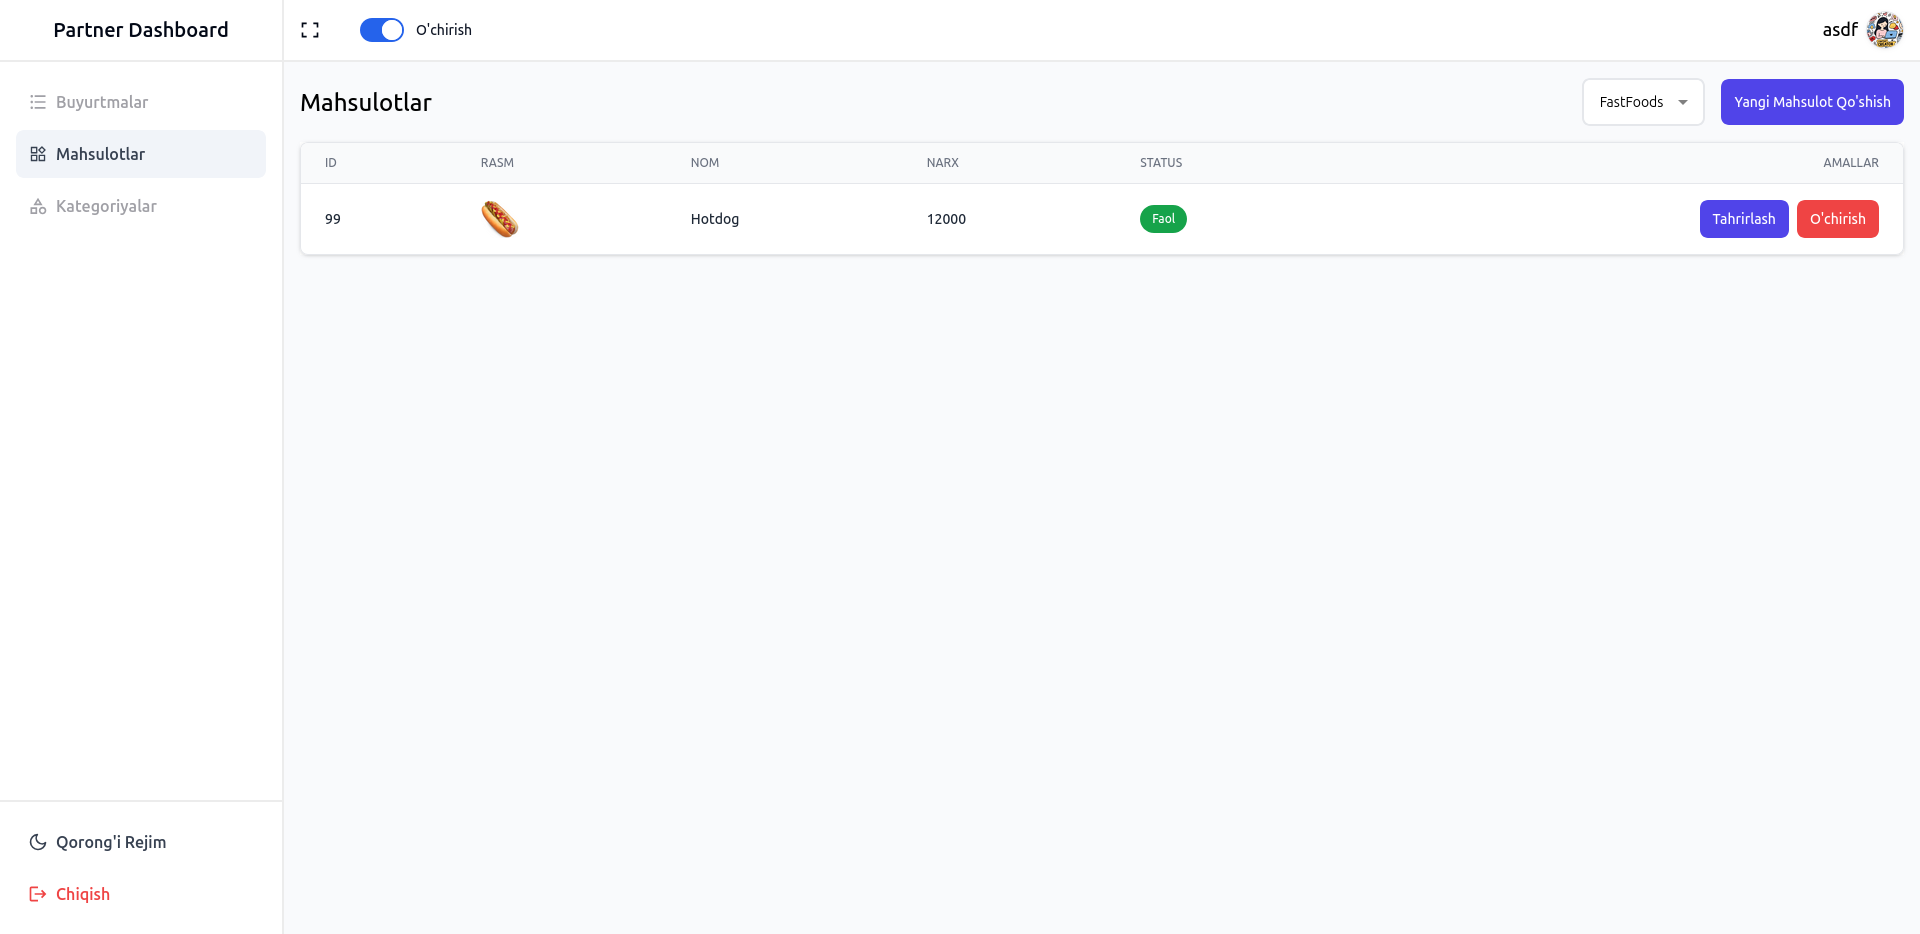 Partner Dashboard
O'chirish
asdf
Buyurtmalar
Mahsulotlar
Kategoriyalar
Qorong'i Rejim
Chiqish
Mahsulotlar
FastFoods
Yangi Mahsulot Qo'shish
ID RASM NOM NARX STATUS AMALLAR
99 Hotdog 12000 Faol Tahrirlash O'chirish